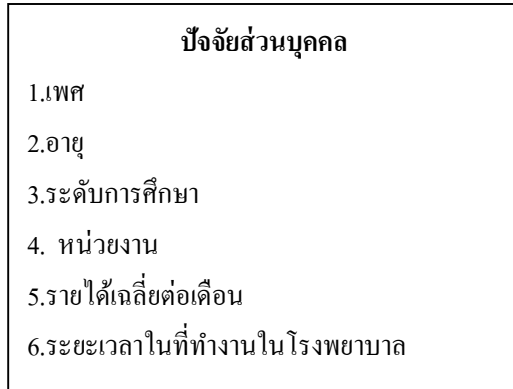 ปัจจัยส่วนบุคคล
1.เพศ
2.อายุ
3.ระดับการศึกษา
4. หน่วยงาน
5.รายได้เฉลี่ยต่อเดือน
6.ระยะเวลาในที่ทำงานในโรงพยาบาล